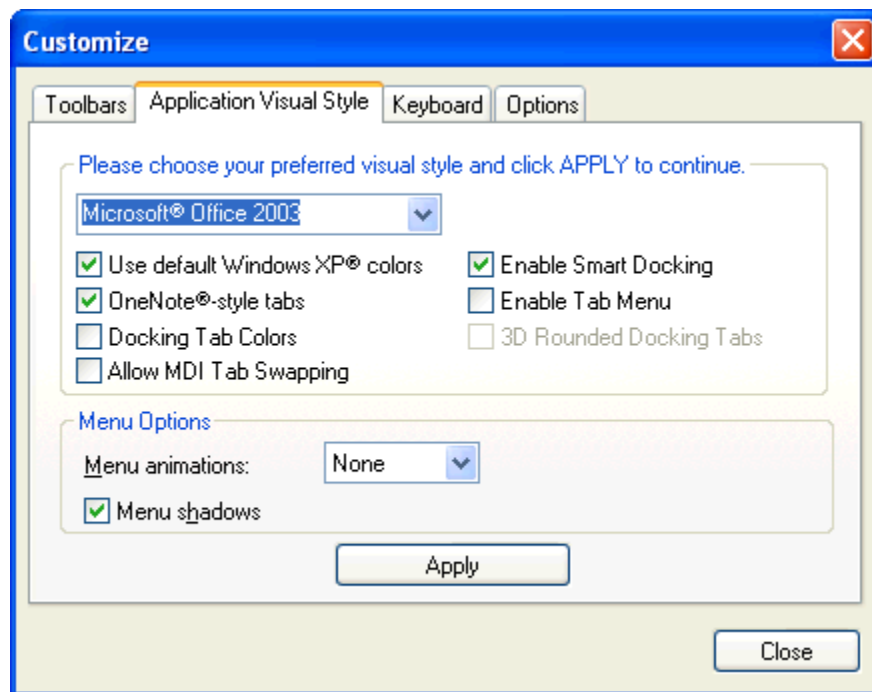 Customize
Toolbars Application Visual Style Keyboard Options
Please choose your preferred visual style and click APPLY to continue.
Microsoft® Office 2003
Use default Windows XP® colors Enable Smart Docking
OneNote®-style tabs Enable Tab Menu
Docking Tab Colors 3D Rounded Docking Tabs
Allow MDI Tab Swapping
Menu Options
Menu animations: None
Menu shadows
Apply
Close